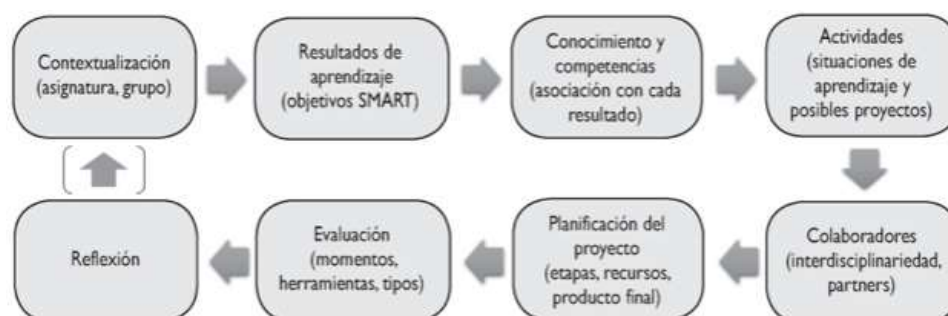 Contextualización
(asignatura, grupo)
Resultados de
aprendizaje
(objetivos SMART)
Conocimiento y
competencias
(asociación con cada
resultado)
Actividades
(situaciones de
aprendizaje y
posibles proyectos)
Colaboradores
(interdisciplinariedad,
partners)
Planificación del
proyecto
(etapas, recursos,
producto final)
Evaluación
(momentos,
herramientas, tipos)
Reflexión